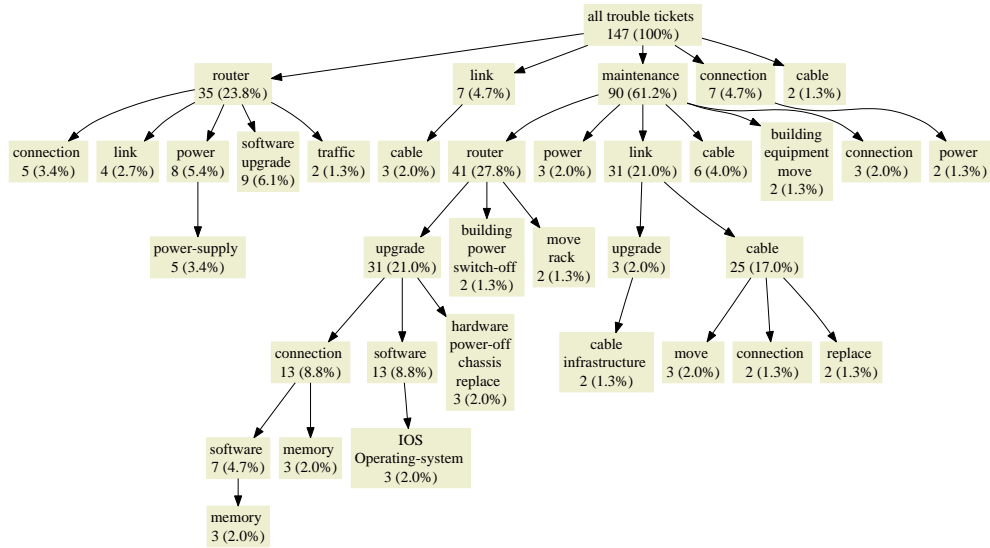 all trouble tickets
147 (100%)
router
35 (23.8%)
link
7 (4.7%)
maintenance
90 (61.2%)
connection
7 (4.7%)
cable
2 (1.3%)
connection
5 (3.4%)
link
4 (2.7%)
power
8 (5.4%)
software
upgrade
9 (6.1%)
traffic
2 (1.3%)
cable
3 (2.0%)
router
41 (27.8%)
power
3 (2.0%)
link
31 (21.0%)
cable
6 (4.0%)
building
equipment
move
2 (1.3%)
connection
3 (2.0%)
power
2 (1.3%)
power-supply
5 (3.4%)
upgrade
31 (21.0%)
building
power
switch-off
2 (1.3%)
move
rack
2 (1.3%)
upgrade
3 (2.0%)
cable
25 (17.0%)
connection
13 (8.8%)
software
13 (8.8%)
hardware
power-off
chassis
replace
3 (2.0%)
cable
infrastructure
2 (1.3%)
move
3 (2.0%)
connection
2 (1.3%)
replace
2 (1.3%)
software
7 (4.7%)
memory
3 (2.0%)
IOS
Operating-system
3 (2.0%)
memory
3 (2.0%)